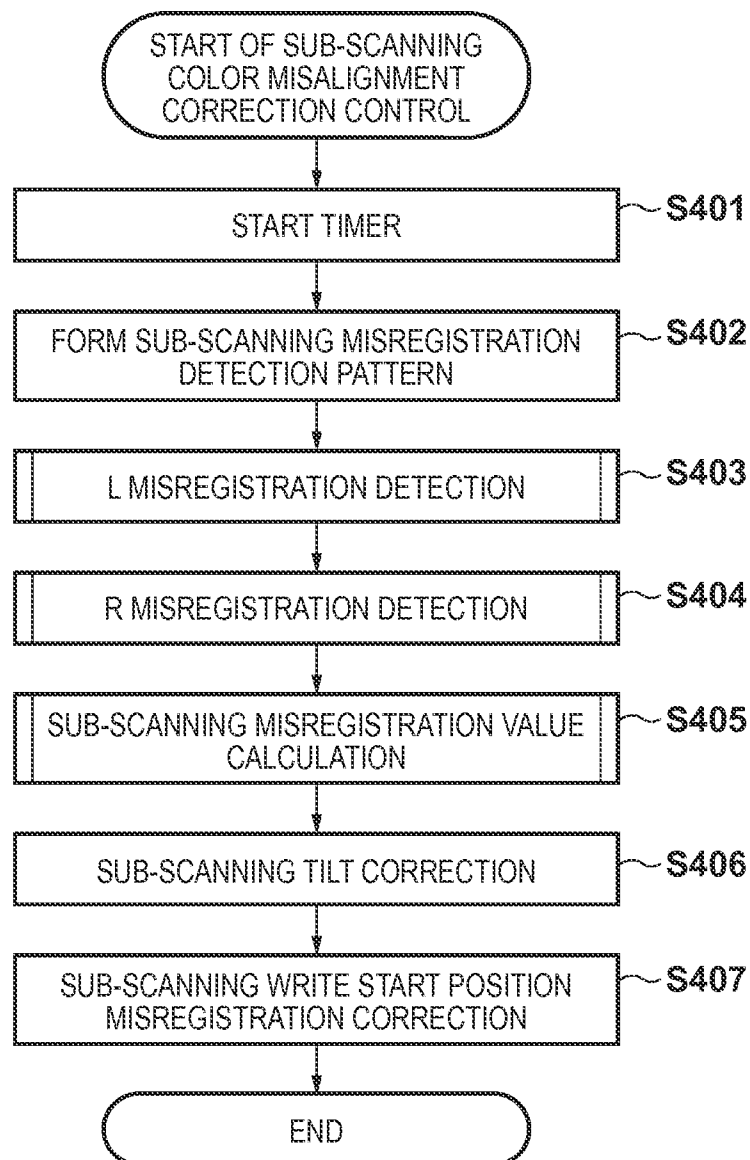 START OF SUB-SCANNING
COLOR MISALIGNMENT
CORRECTION CONTROL
START TIMER
S401
FORM SUB-SCANNING MISREGISTRATION
DETECTION PATTERN
S402
L MISREGISTRATION DETECTION
S403
R MISREGISTRATION DETECTION
S404
SUB-SCANNING MISREGISTRATION VALUE
CALCULATION
S405
SUB-SCANNING TILT CORRECTION
S406
SUB-SCANNING WRITE START POSITION
MISREGISTRATION CORRECTION
S407
END